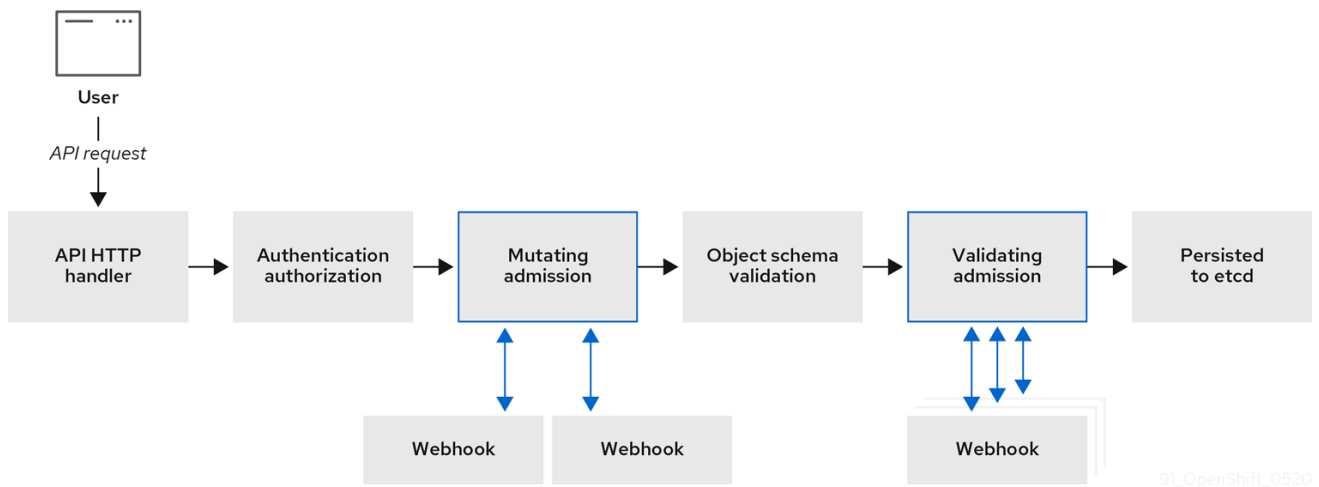 User
API request
API HTTP
handler
Authentication
authorization
Mutating
admission
Object schema
validation
Validating
admission
Persisted
to etcd
Webhook
Webhook
Webhook
91_OpenShift_0520